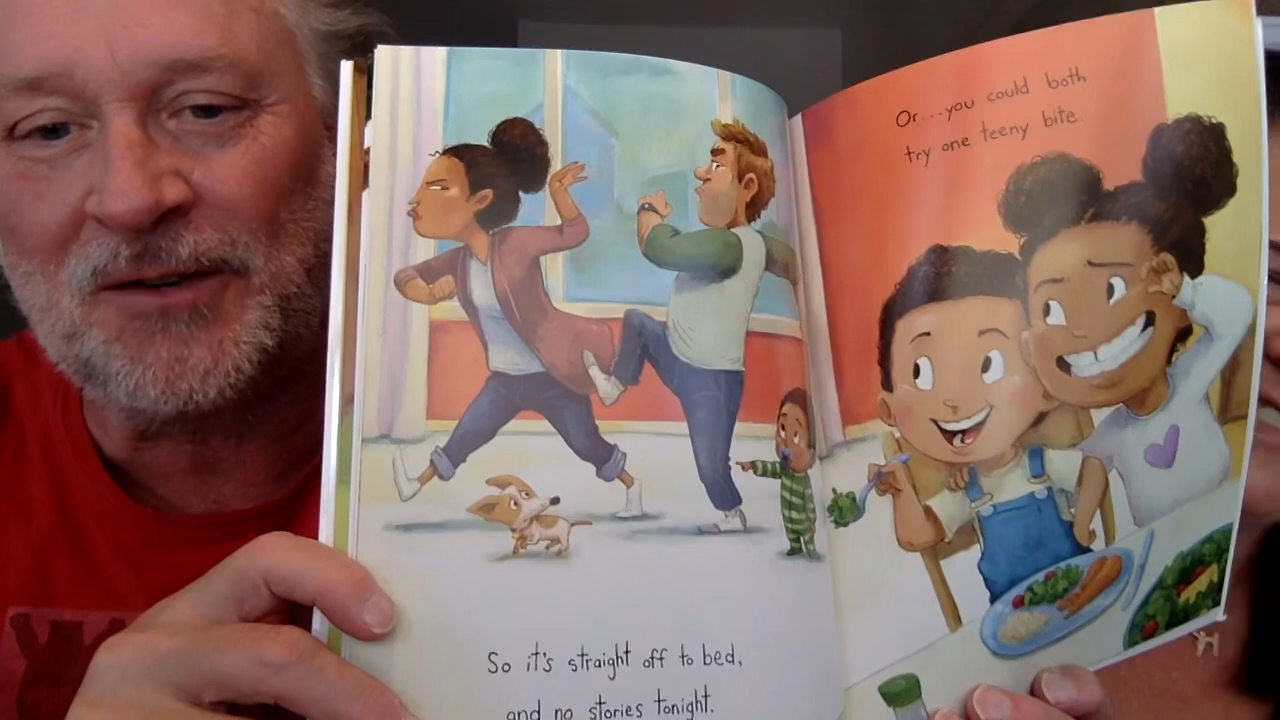 So it's straight off to bed,
and no stories tonight.
Or...you could both
try one teeny bite.